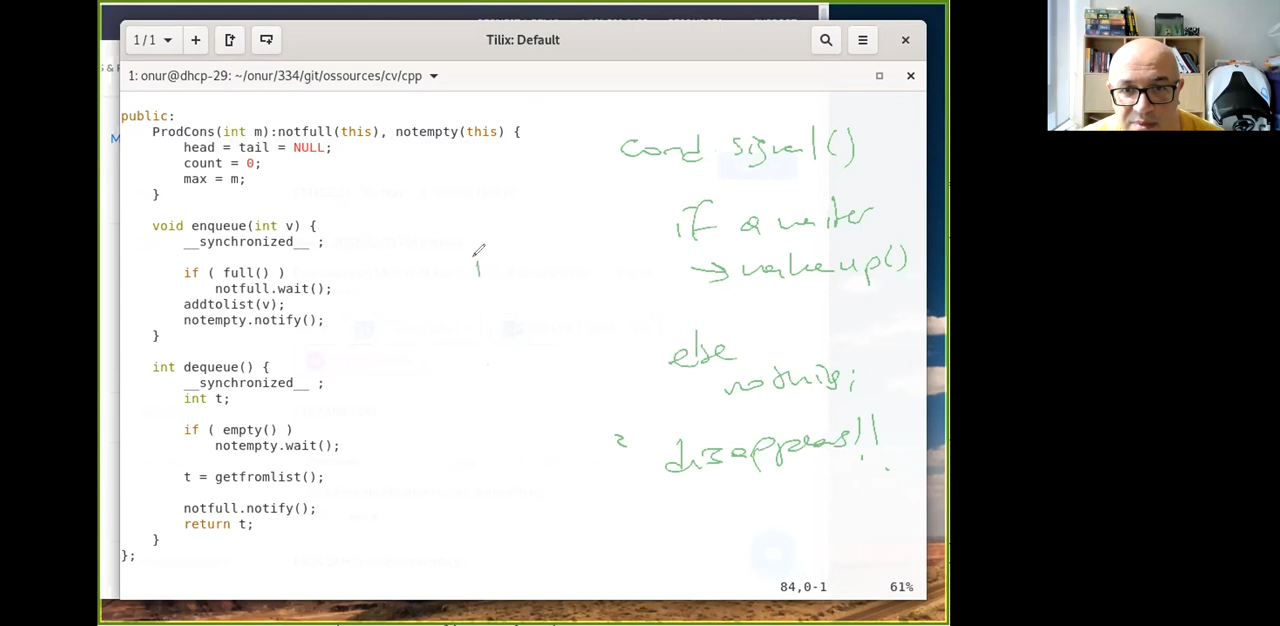 1/1
Tilix: Default
1: onur@dhcp-29: ~/onur/334/git/ossources/cv/cpp
public:
ProdCons(int m):notfull(this), notempty(this) {
head = tail = NULL;
count = 0;
max = m;
}
void enqueue(int v) {
__synchronized__ ;
if ( full() )
notfull.wait();
addtolist(v);
notempty.notify();
}
int dequeue() {
__synchronized__ ;
int t;
if ( empty() )
notempty.wait();
t = getfromlist();
notfull.notify();
return t;
}
};
84,0-1 61%
cond signal()
if a waiter
→ wakeup()
else
nothing;
disappears!!